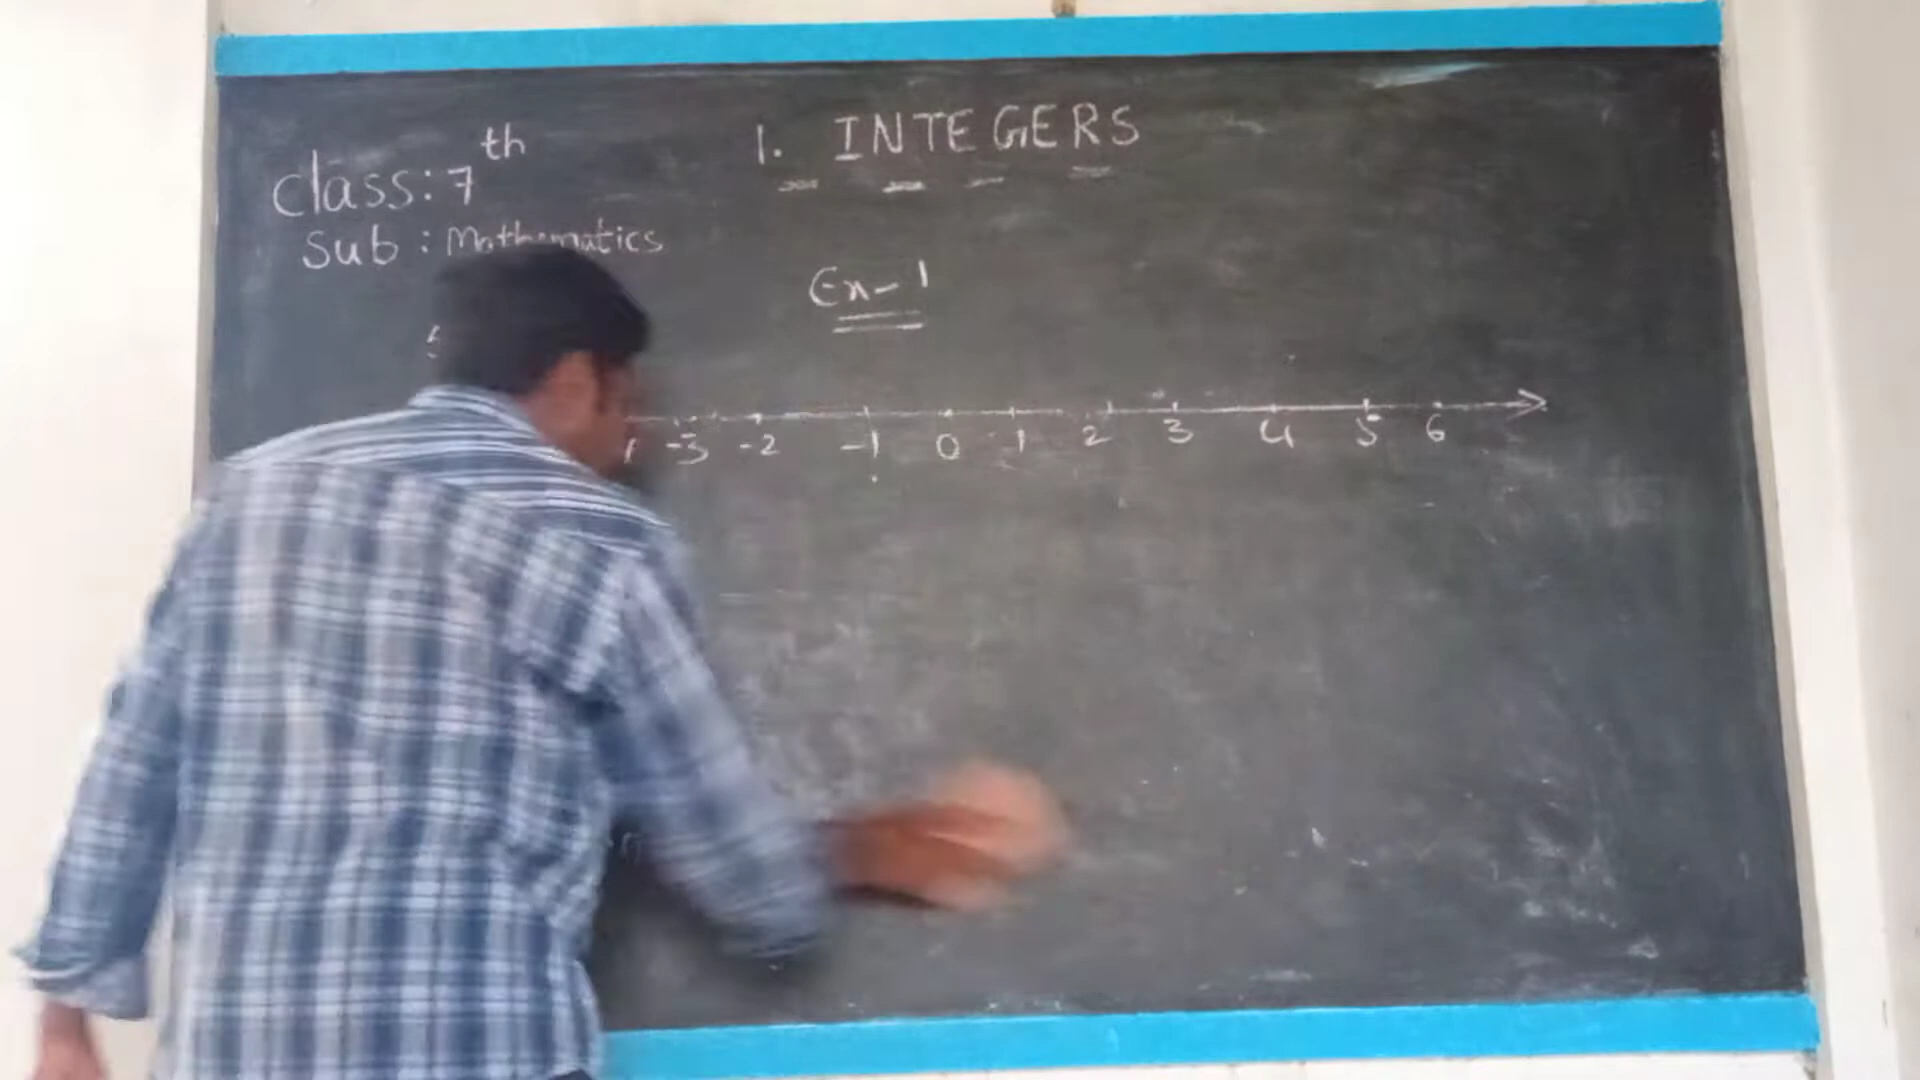 1. INTEGERS
Class: 7th
Sub: Mathematics
Ex-1
-3 -2 -1 0 1 2 3 4 5 6